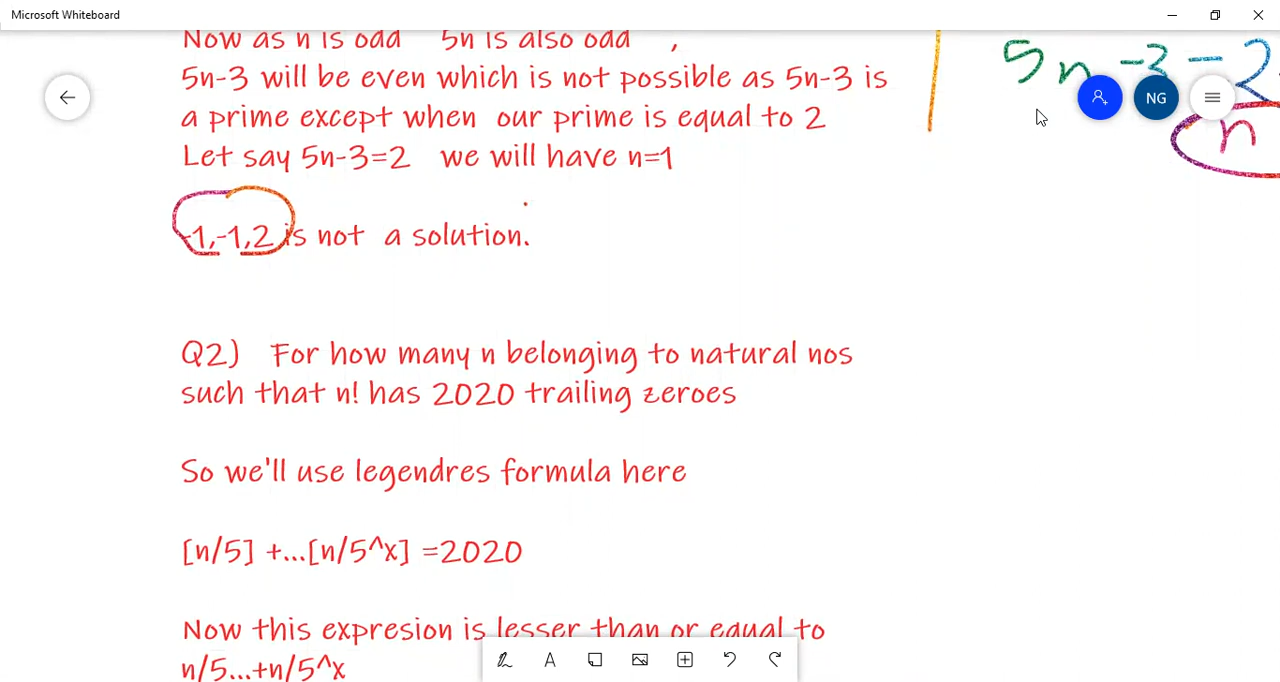 Microsoft Whiteboard
Now as n is odd 5n is also odd ,
5n-3 will be even which is not possible as 5n-3 is
a prime except when our prime is equal to 2
Let say 5n-3=2 we will have n=1
5n-3=2
n
NG
-1,-1,2 is not a solution.
Q2) For how many n belonging to natural nos
such that n! has 2020 trailing zeroes
So we'll use legendres formula here
[n/5] +...[n/5^x] =2020
Now this expresion is lesser than or equal to
n/5...+n/5^x
A